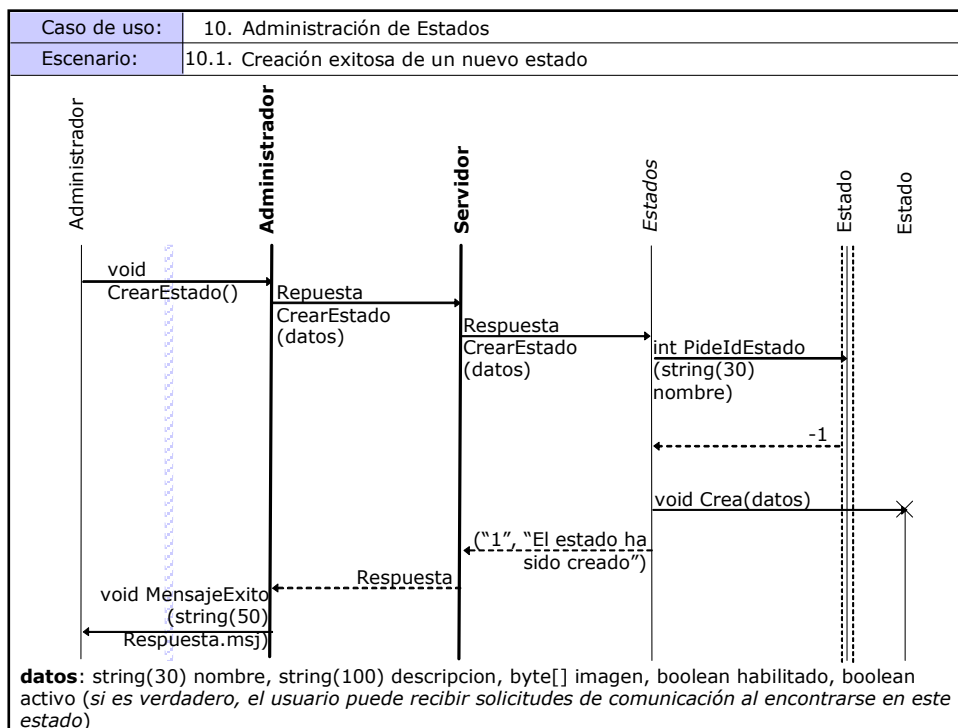 Caso de uso: 10. Administración de Estados
Escenario: 10.1. Creación exitosa de un nuevo estado
Administrador
Administrador
Servidor
Estados
Estado
Estado
void
CrearEstado()
Repuesta
CrearEstado
(datos)
Respuesta
CrearEstado
(datos)
int PideIdEstado
(string(30)
nombre)
-1
void Crea(datos)
(“1”, “El estado ha
sido creado”)
Respuesta
void MensajeExito
(string(50)
Respuesta.msj)
datos: string(30) nombre, string(100) descripcion, byte[] imagen, boolean habilitado, boolean
activo (si es verdadero, el usuario puede recibir solicitudes de comunicación al encontrarse en este
estado)